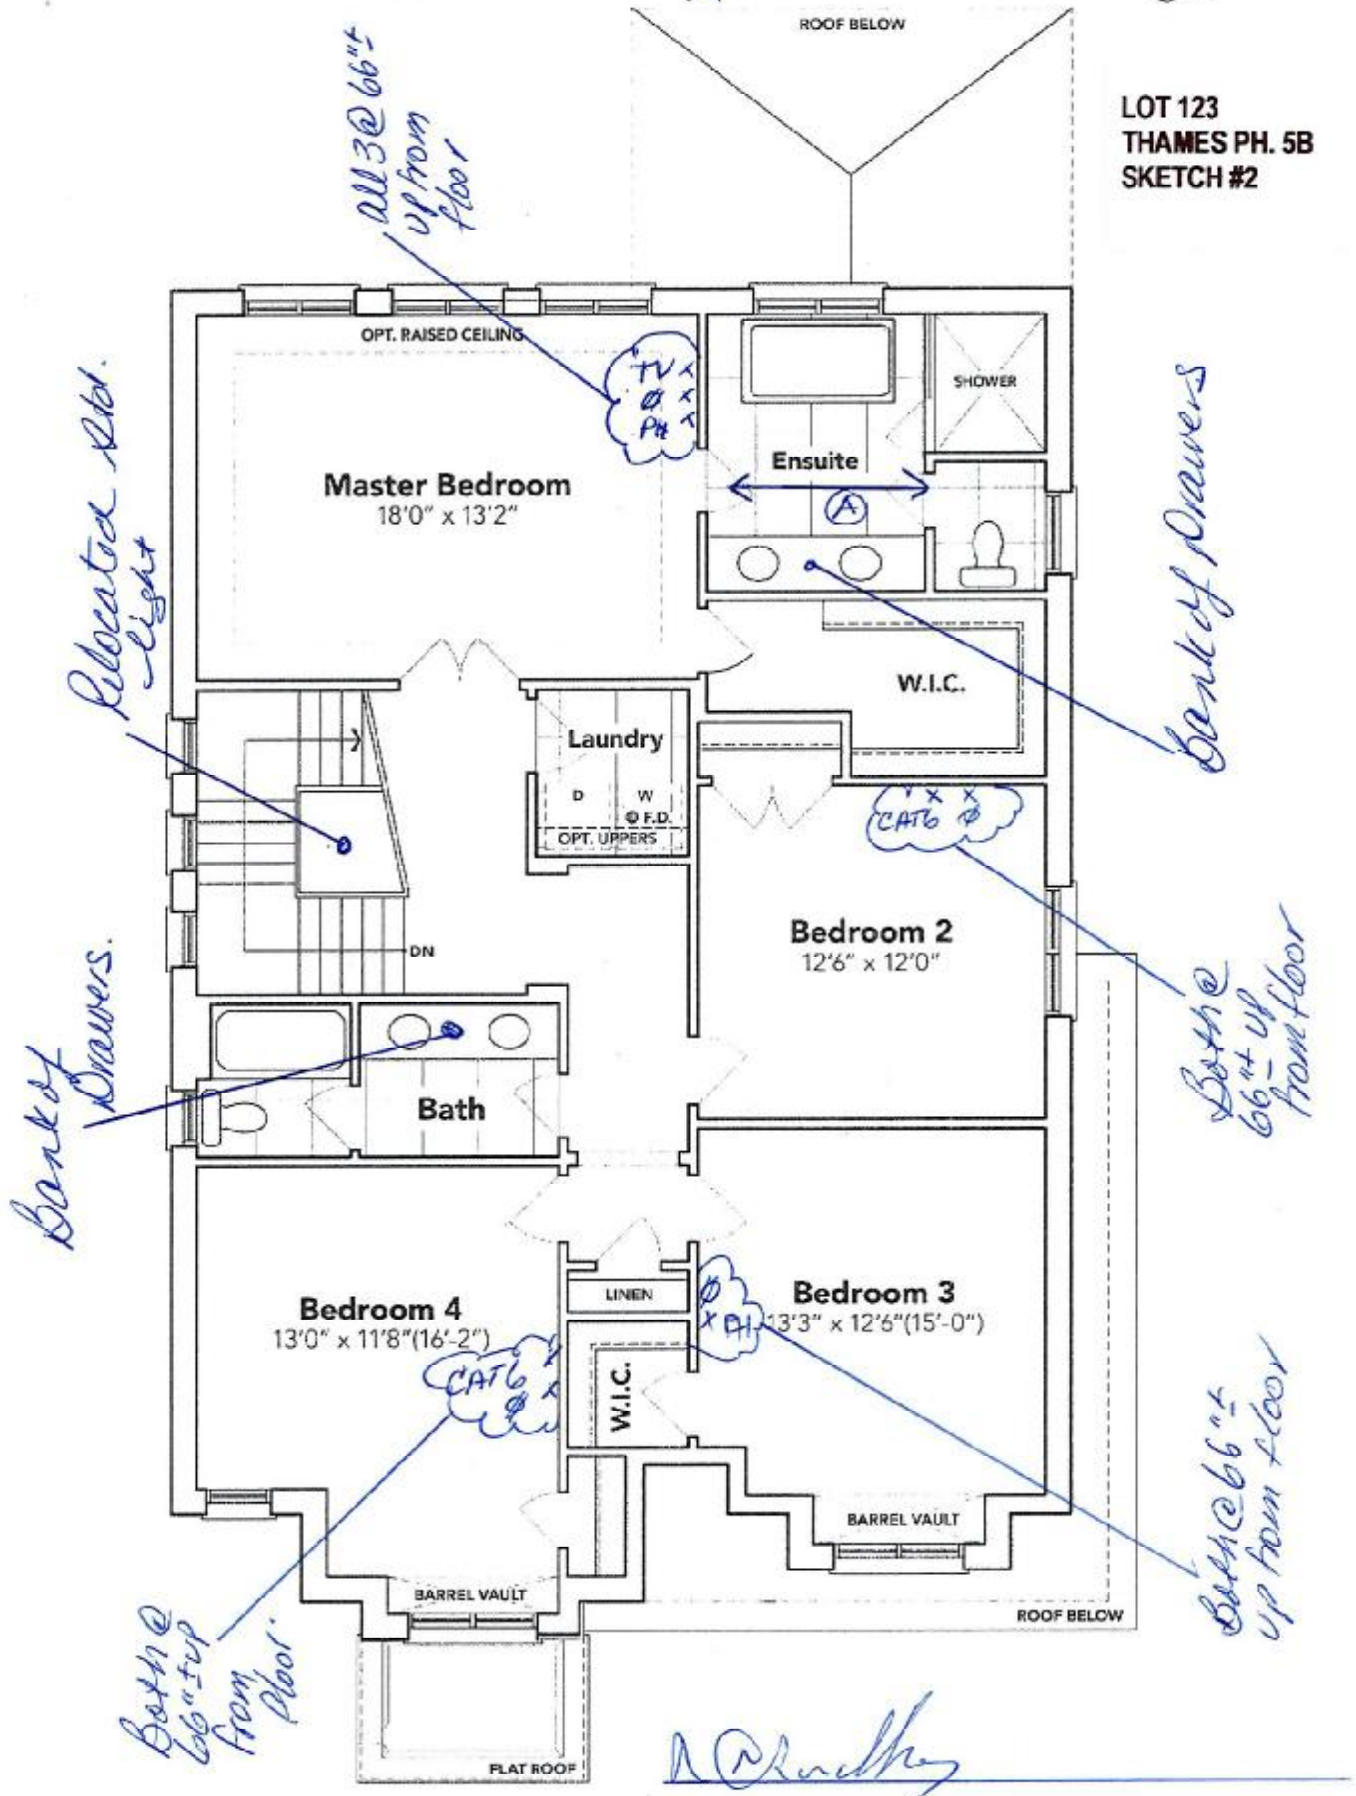 ROOF BELOW
LOT 123
THAMES PH. 5B
SKETCH #2
all 3 @ 66"±
up from
floor
OPT. RAISED CEILING
TV x
Ø x
PH x
SHOWER
Ensuite
A
Master Bedroom
18'0" x 13'2"
Relocated std.
light
Bank of Drawers
W.I.C.
Laundry
D W
F.D.
OPT. UPPERS
x x
CAT6 Ø
Bedroom 2
12'6" x 12'0"
DN
Both @
66"± up
from floor
Bank of
Drawers.
Bath
Bedroom 4
13'0" x 11'8"(16'-2")
CAT6
Ø x
LINEN
W.I.C.
Ø
x PH
Bedroom 3
13'3" x 12'6"(15'-0")
Both @ 66"±
up from floor
BARREL VAULT
BARREL VAULT
ROOF BELOW
Both @
66"± up
from
floor.
FLAT ROOF